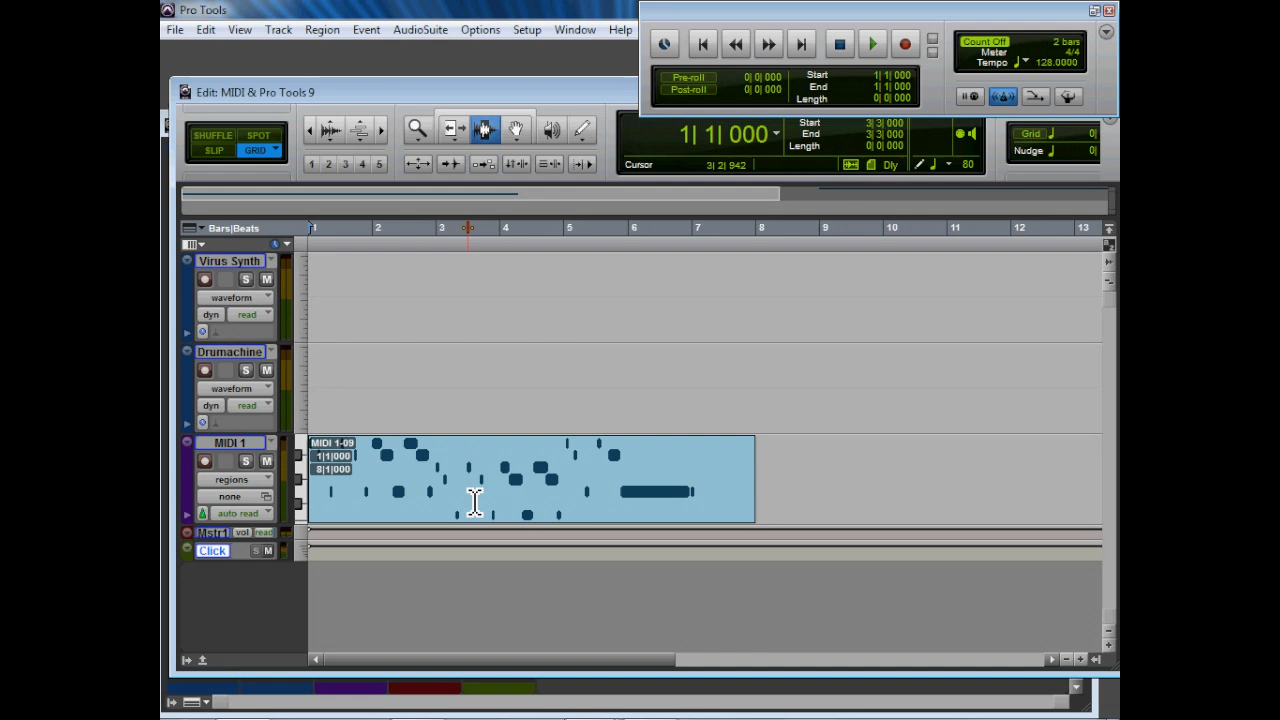 Pro Tools
File Edit View Track Region Event AudioSuite Options Setup Window Help
Count Off 2 bars
Meter 4/4
Tempo 128.0000
Pre-roll 0| 0| 000
Post-roll 0| 0| 000
Start 1| 1| 000
End 1| 1| 000
Length 0| 0| 000
Edit: MIDI & Pro Tools 9
SHUFFLE SPOT
SLIP GRID
1 2 3 4 5
1| 1| 000
Start 3| 3| 000
End 3| 3| 000
Length 0| 0| 000
Cursor 3| 2| 942
Dly
80
Grid 0|
Nudge 0|
Bars|Beats 1 2 3 4 5 6 7 8 9 10 11 12 13
Virus Synth
S M
waveform
dyn read
Drumachine
S M
waveform
dyn read
MIDI 1
S M
regions
none
auto read
MIDI 1-09
1|1|000
8|1|000
Mstr1 vol read
Click S M